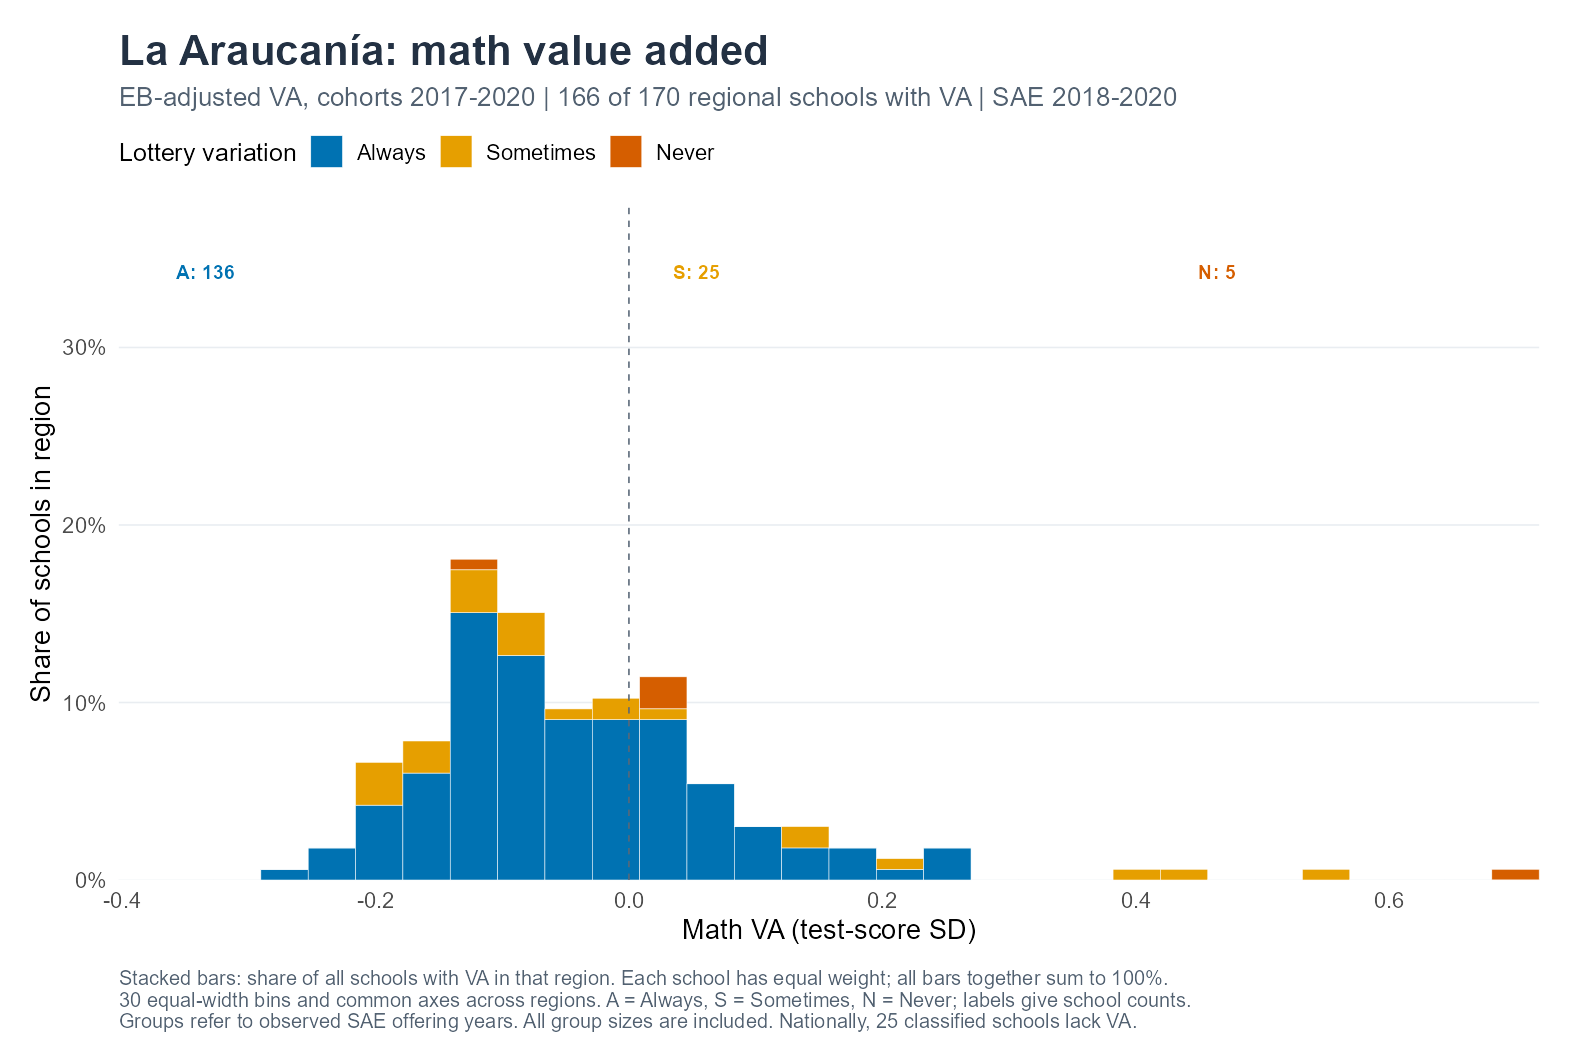 La Araucanía: math value added
EB-adjusted VA, cohorts 2017-2020 | 166 of 170 regional schools with VA | SAE 2018-2020
Lottery variation Always Sometimes Never
A: 136 S: 25 N: 5
30%
20%
10%
0%
Share of schools in region
-0.4 -0.2 0.0 0.2 0.4 0.6
Math VA (test-score SD)
Stacked bars: share of all schools with VA in that region. Each school has equal weight; all bars together sum to 100%.
30 equal-width bins and common axes across regions. A = Always, S = Sometimes, N = Never; labels give school counts.
Groups refer to observed SAE offering years. All group sizes are included. Nationally, 25 classified schools lack VA.